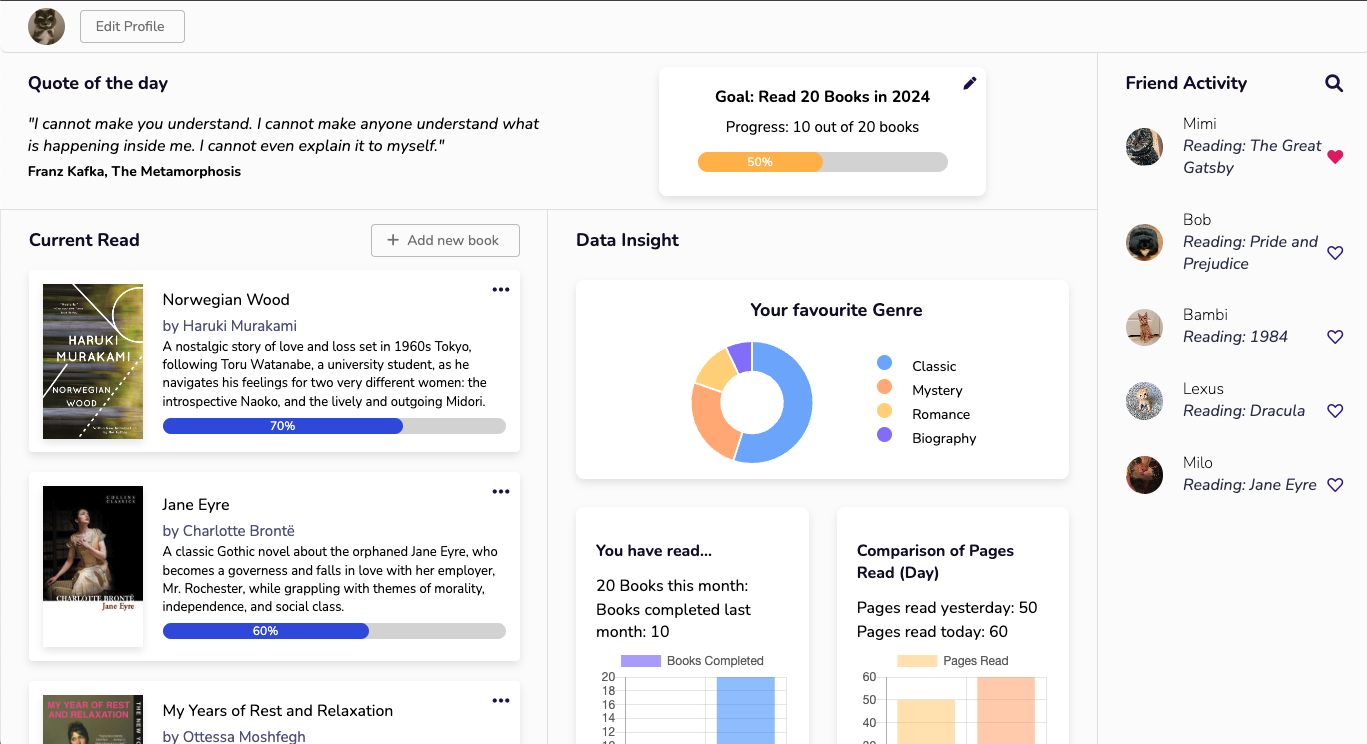 Edit Profile
Quote of the day
"I cannot make you understand. I cannot make anyone understand what
is happening inside me. I cannot even explain it to myself."
Franz Kafka, The Metamorphosis
Goal: Read 20 Books in 2024
Progress: 10 out of 20 books
50%
Current Read
+ Add new book
HARUKI
MURAKAMI
NORWEGIAN
WOOD
Norwegian Wood
by Haruki Murakami
A nostalgic story of love and loss set in 1960s Tokyo,
following Toru Watanabe, a university student, as he
navigates his feelings for two very different women: the
introspective Naoko, and the lively and outgoing Midori.
70%
COLLINS
CLASSICS
CHARLOTTE BRONTË
Jane Eyre
Jane Eyre
by Charlotte Brontë
A classic Gothic novel about the orphaned Jane Eyre, who
becomes a governess and falls in love with her employer,
Mr. Rochester, while grappling with themes of morality,
independence, and social class.
60%
MY YEAR OF REST
AND RELAXATION
My Years of Rest and Relaxation
by Ottessa Moshfegh
Data Insight
Your favourite Genre
Classic
Mystery
Romance
Biography
You have read...
20 Books this month:
Books completed last
month: 10
Books Completed
20
18
16
14
12
10
Comparison of Pages
Read (Day)
Pages read yesterday: 50
Pages read today: 60
Pages Read
60
50
40
30
Friend Activity
Mimi
Reading: The Great
Gatsby
Bob
Reading: Pride and
Prejudice
Bambi
Reading: 1984
Lexus
Reading: Dracula
Milo
Reading: Jane Eyre